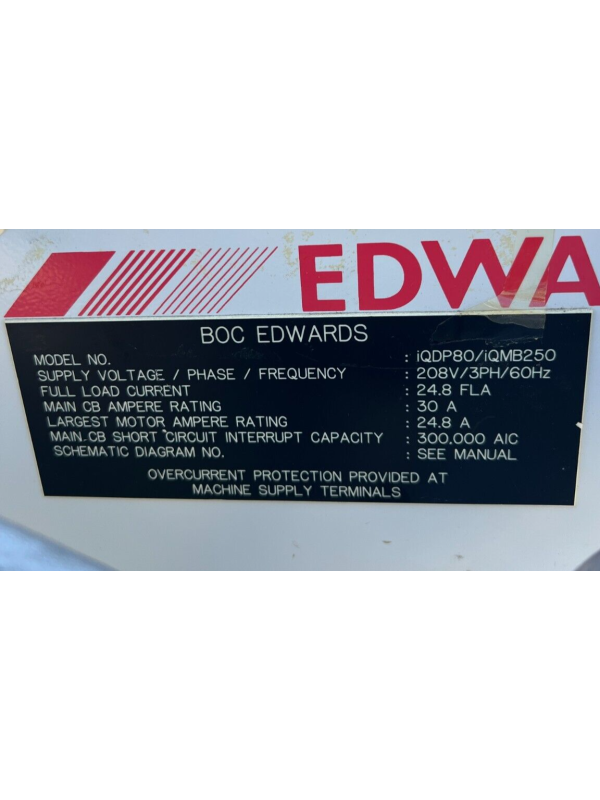 EDWA
BOC EDWARDS
MODEL NO. : iQDP80/iQMB250
SUPPLY VOLTAGE / PHASE / FREQUENCY : 208V/3PH/60Hz
FULL LOAD CURRENT : 24.8 FLA
MAIN CB AMPERE RATING : 30 A
LARGEST MOTOR AMPERE RATING : 24.8 A
MAIN CB SHORT CIRCUIT INTERRUPT CAPACITY : 300,000 AIC
SCHEMATIC DIAGRAM NO. : SEE MANUAL
OVERCURRENT PROTECTION PROVIDED AT
MACHINE SUPPLY TERMINALS